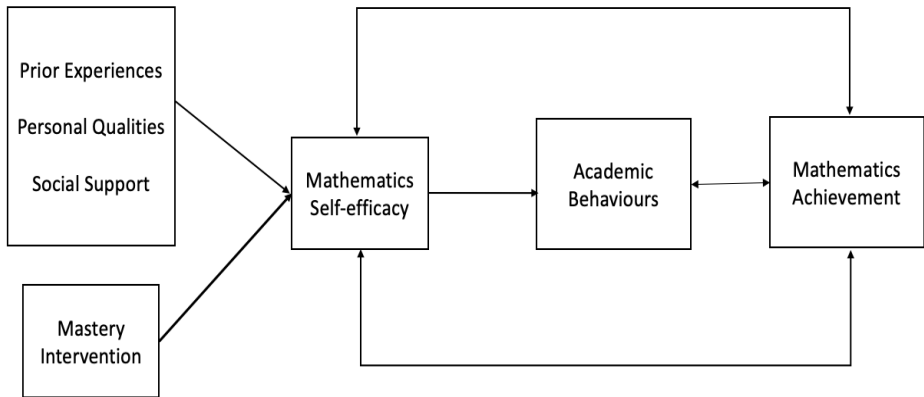 Prior Experiences
Personal Qualities
Social Support
Mastery
Intervention
Mathematics
Self-efficacy
Academic
Behaviours
Mathematics
Achievement